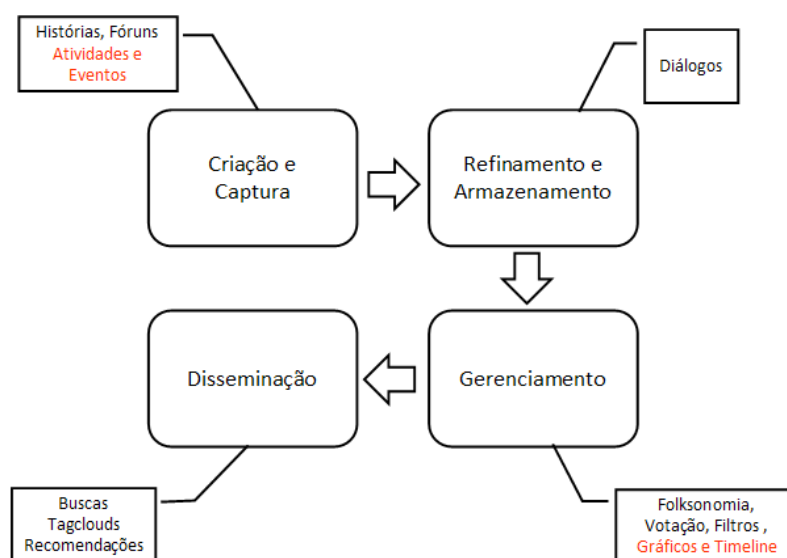 Histórias, Fóruns
Atividades e
Eventos
Diálogos
Criação e
Captura
Refinamento e
Armazenamento
Disseminação
Gerenciamento
Buscas
Tagclouds
Recomendações
Folksonomia,
Votação, Filtros ,
Gráficos e Timeline